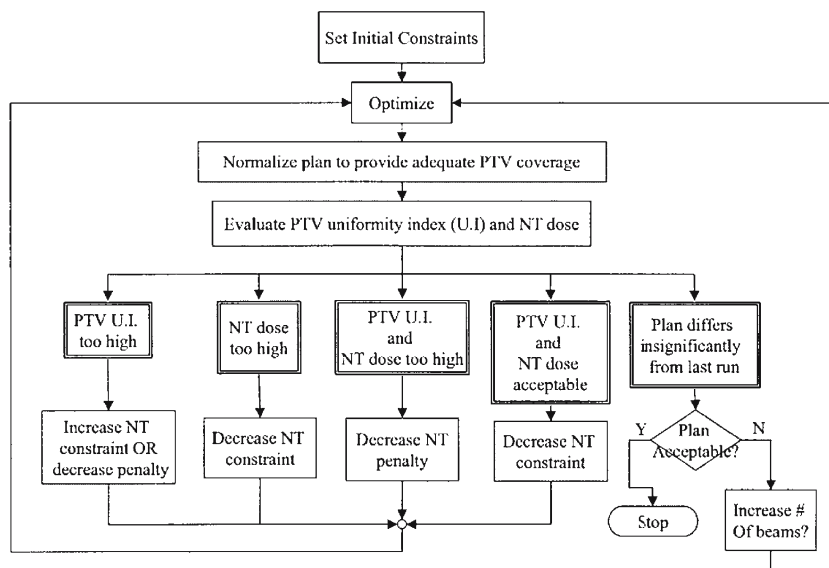 Set Initial Constraints
Optimize
Normalize plan to provide adequate PTV coverage
Evaluate PTV uniformity index (U.I) and NT dose
PTV U.I.
too high
NT dose
too high
PTV U.I.
and
NT dose too high
PTV U.I.
and
NT dose
acceptable
Plan differs
insignificantly
from last run
Increase NT
constraint OR
decrease penalty
Decrease NT
constraint
Decrease NT
penalty
Decrease NT
constraint
Y
Plan
Acceptable?
N
Stop
Increase #
Of beams?